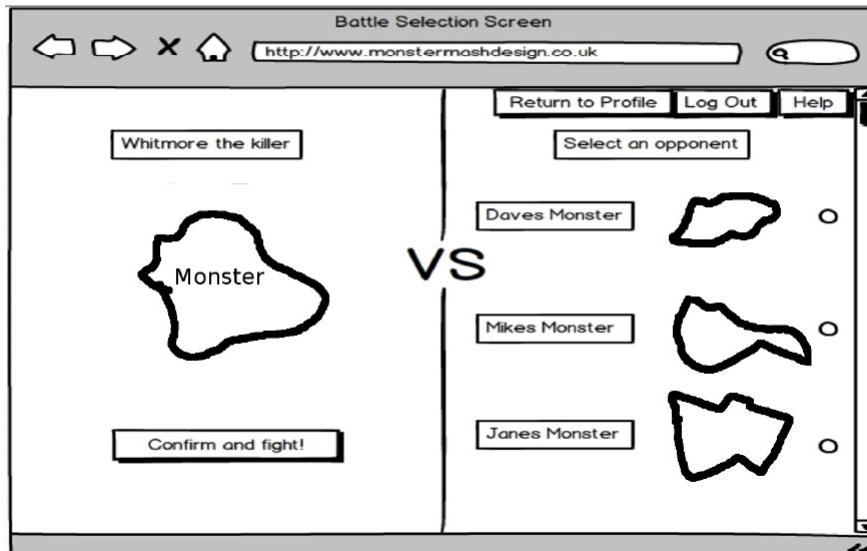 Battle Selection Screen
http://www.monstermashdesign.co.uk
Return to Profile
Log Out
Help
Whitmore the killer
Select an opponent
Monster
VS
Daves Monster
Mikes Monster
Janes Monster
Confirm and fight!